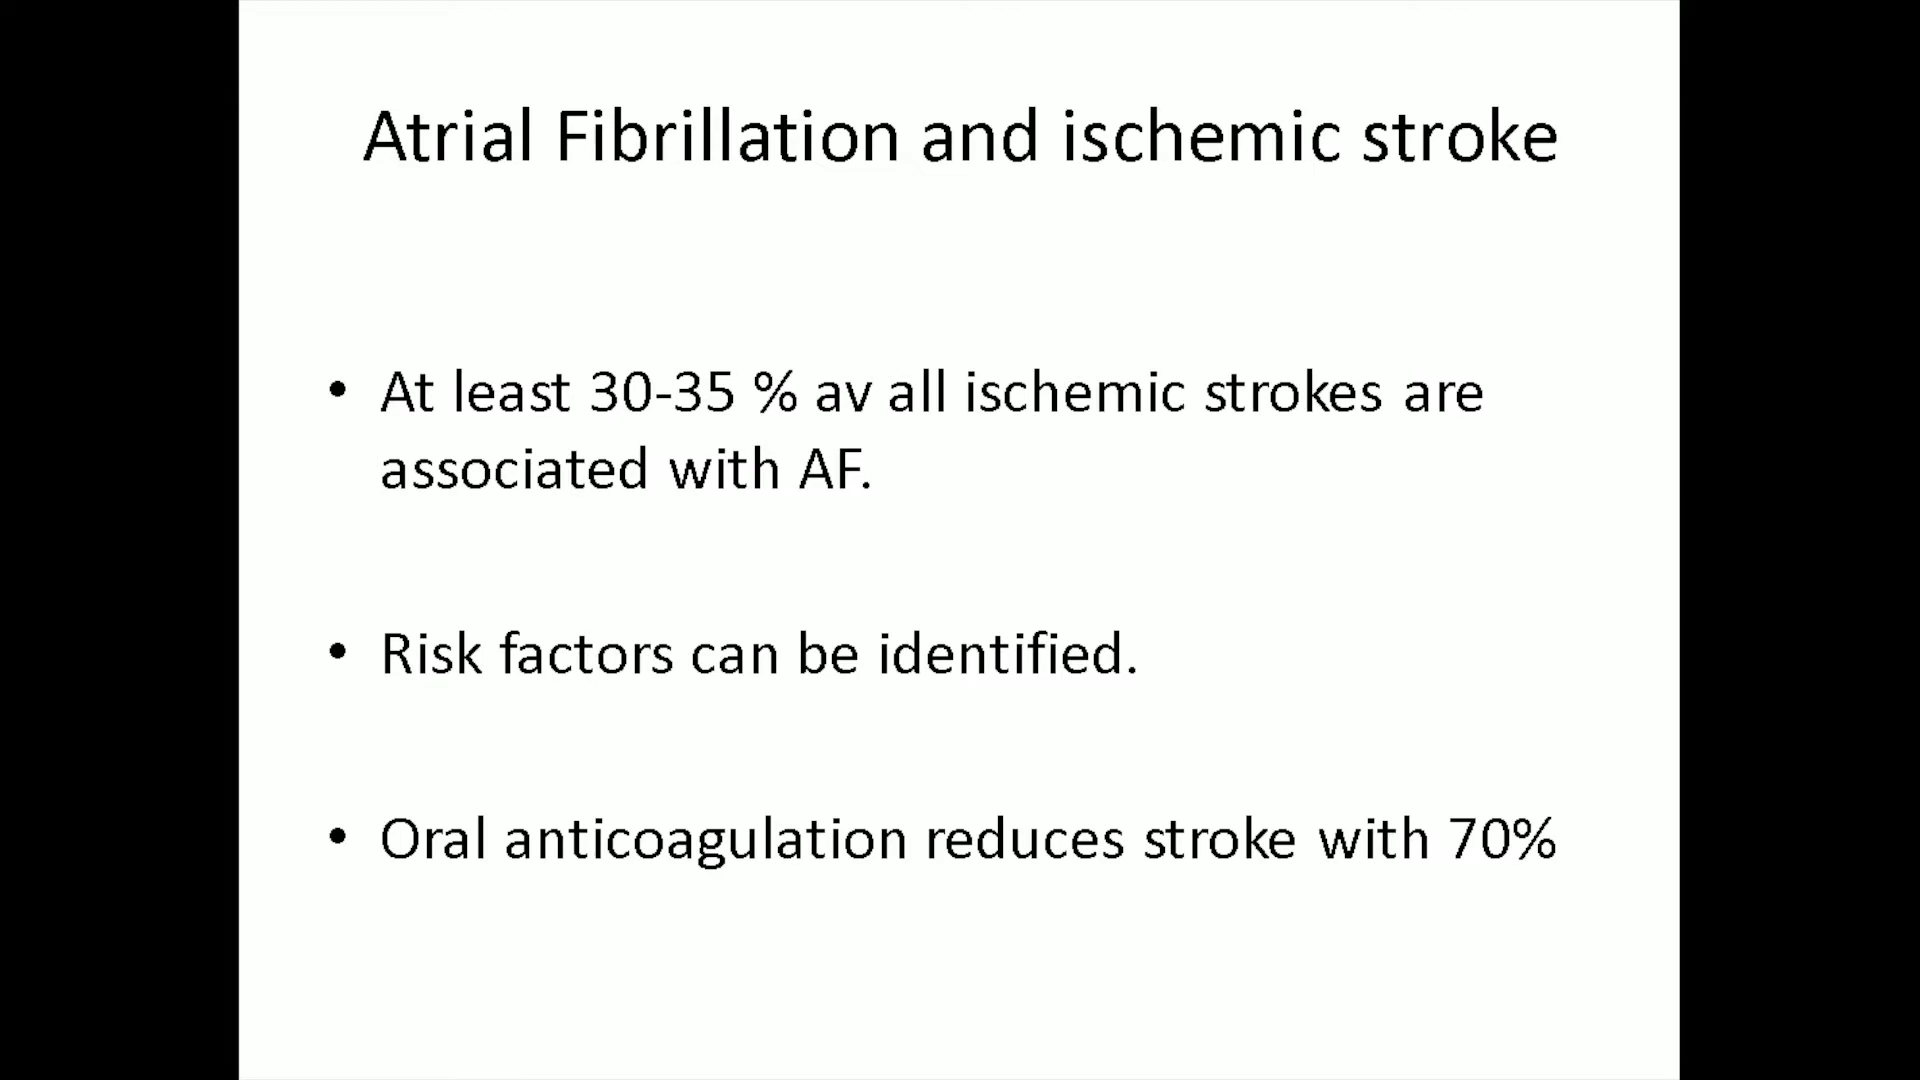 Atrial Fibrillation and ischemic stroke
• At least 30-35 % av all ischemic strokes are
associated with AF.
• Risk factors can be identified.
• Oral anticoagulation reduces stroke with 70%